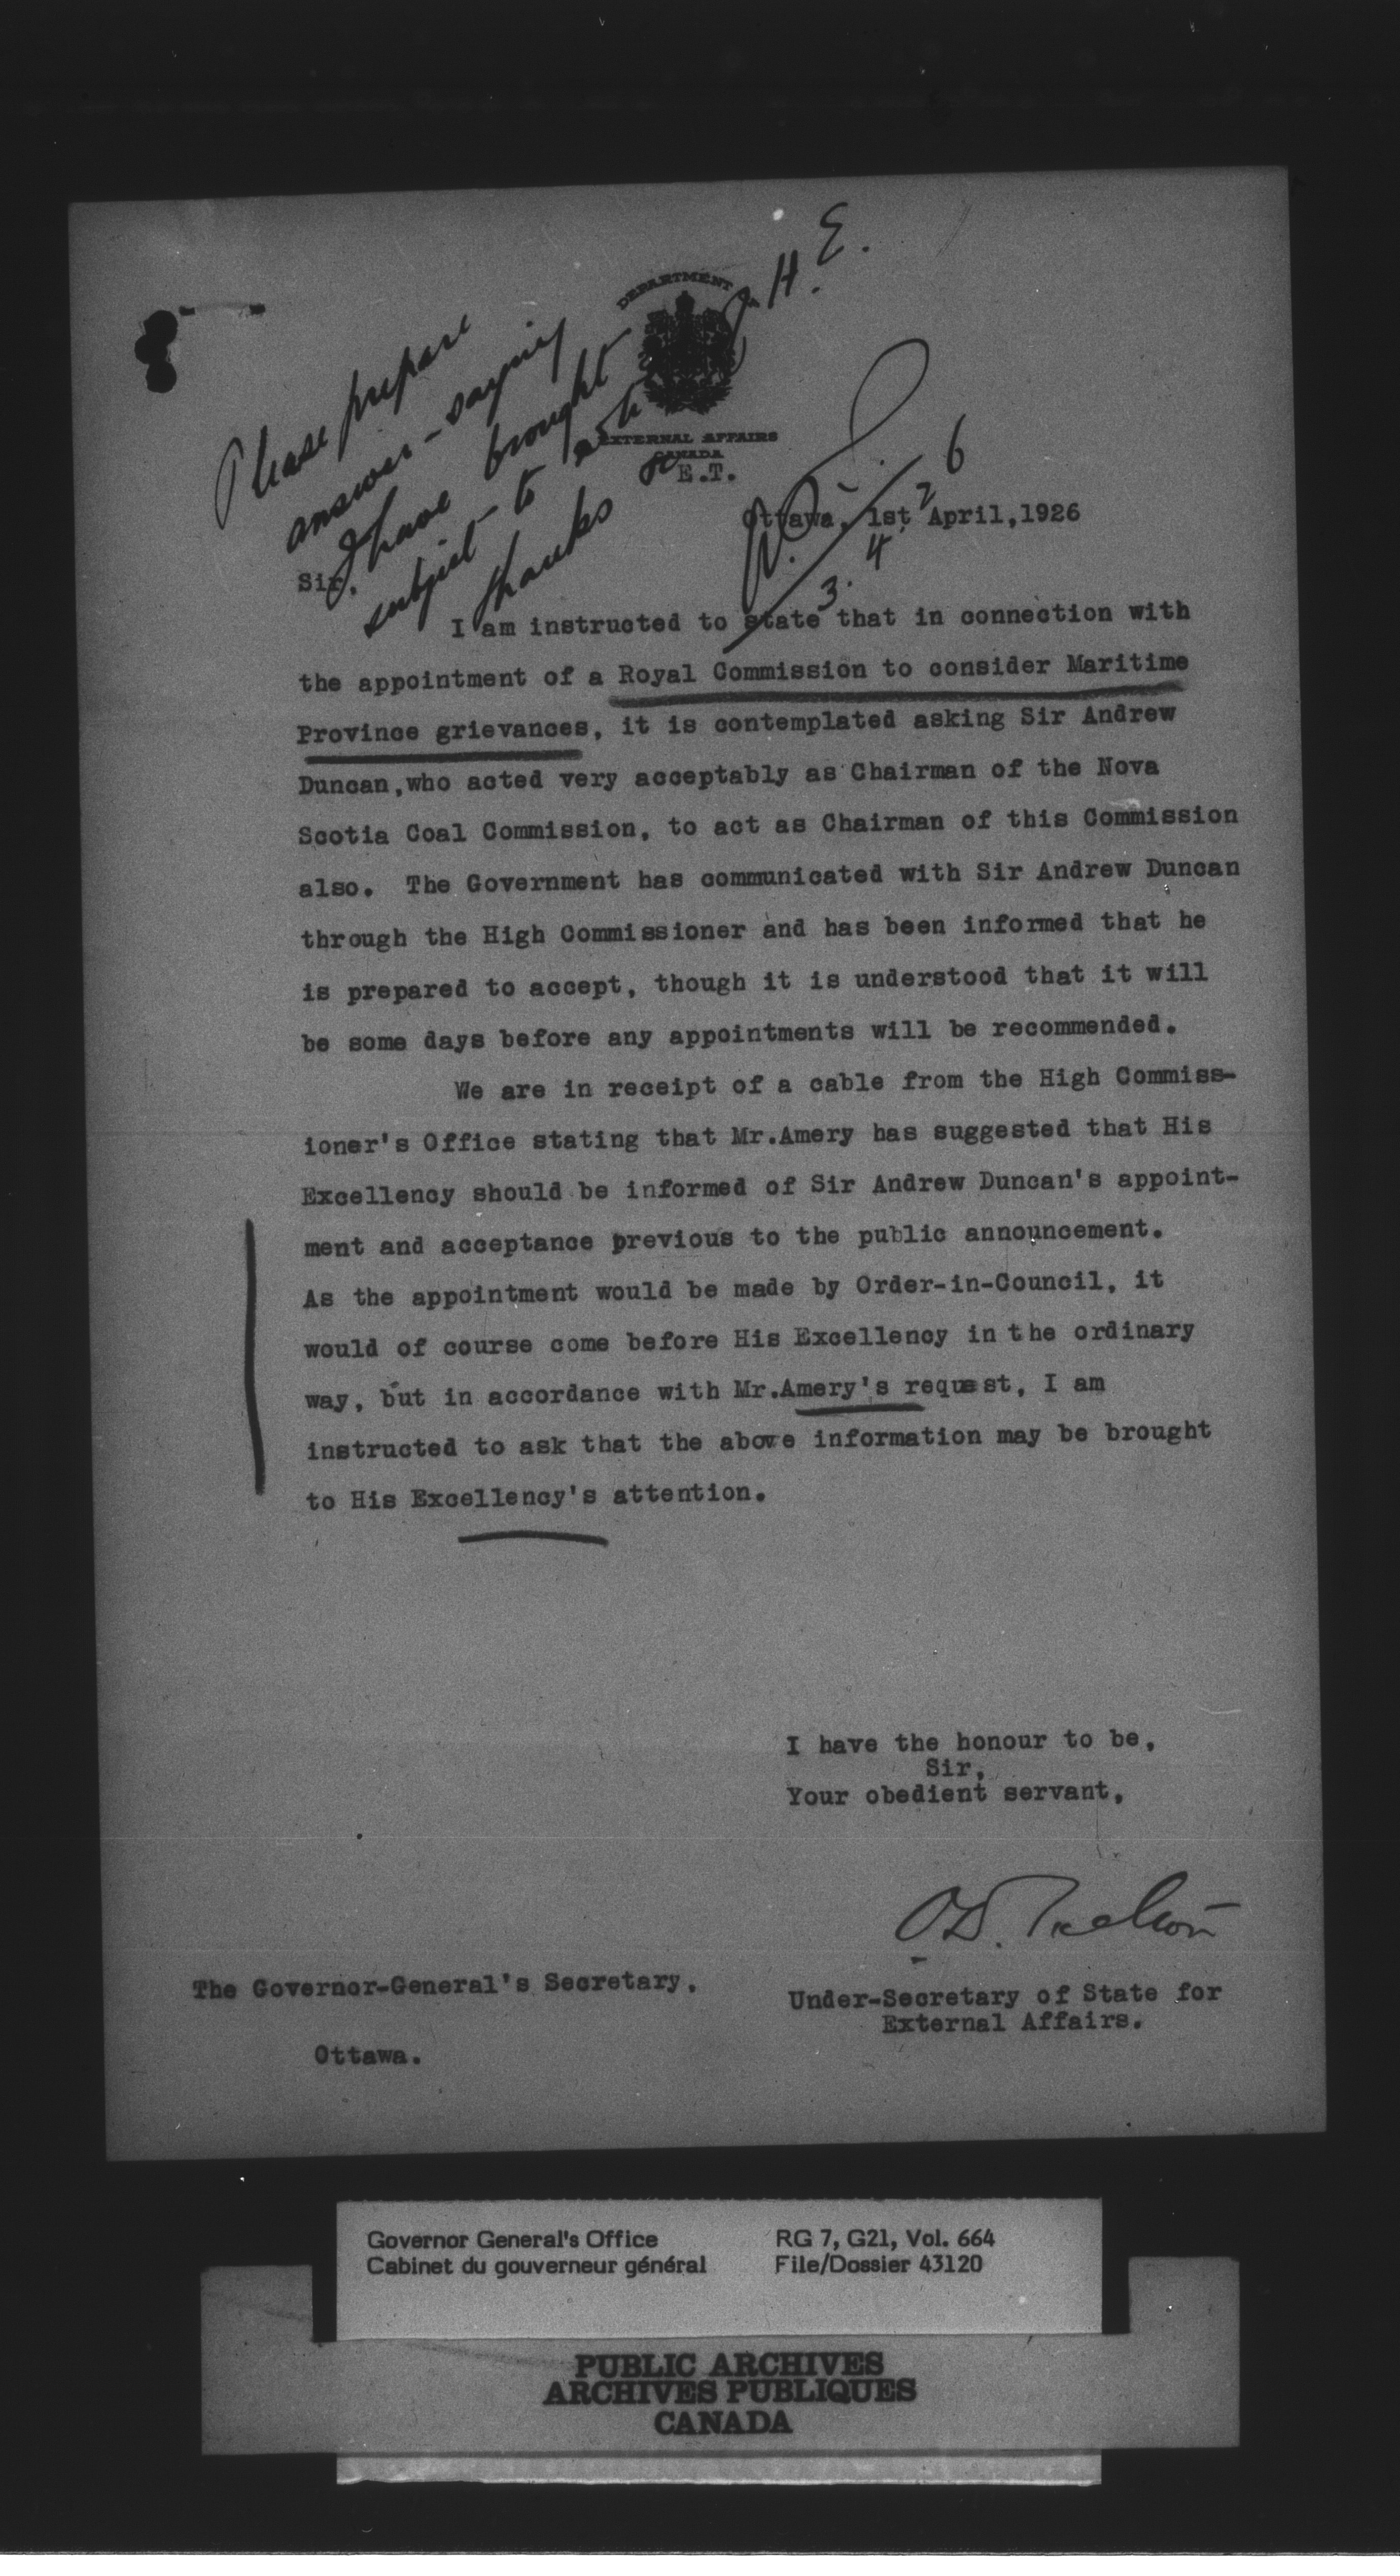 H. E.
Please prepare
answer - saying
I have brought
subject to
thanks
DEPARTMENT
EXTERNAL AFFAIRS
CANADA
E.T.
3. 4. 26
Ottawa, 1st April, 1926
Sir,
I am instructed to state that in connection with
the appointment of a Royal Commission to consider Maritime
Province grievances, it is contemplated asking Sir Andrew
Duncan, who acted very acceptably as Chairman of the Nova
Scotia Coal Commission, to act as Chairman of this Commission
also. The Government has communicated with Sir Andrew Duncan
through the High Commissioner and has been informed that he
is prepared to accept, though it is understood that it will
be some days before any appointments will be recommended.
We are in receipt of a cable from the High Commiss-
ioner's Office stating that Mr.Amery has suggested that His
Excellency should be informed of Sir Andrew Duncan's appoint-
ment and acceptance previous to the public announcement.
As the appointment would be made by Order-in-Council, it
would of course come before His Excellency in the ordinary
way, but in accordance with Mr.Amery's request, I am
instructed to ask that the above information may be brought
to His Excellency's attention.
I have the honour to be,
Sir,
Your obedient servant,
O.D. Skelton
The Governor-General's Secretary,
Ottawa.
Under-Secretary of State for
External Affairs.
Governor General's Office
Cabinet du gouverneur général
RG 7, G21, Vol. 664
File/Dossier 43120
PUBLIC ARCHIVES
ARCHIVES PUBLIQUES
CANADA